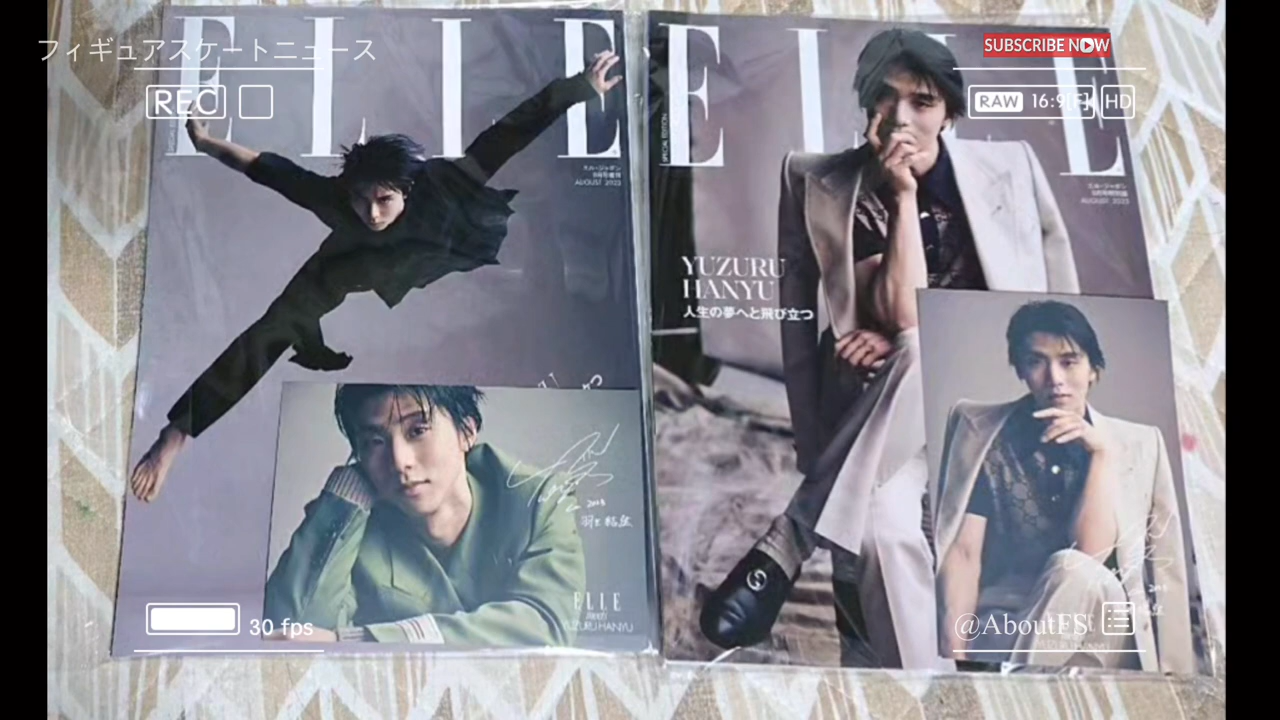 フィギュアスケートニュース
SUBSCRIBE NOW
REC
RAW 16:9[F] HD
ELLE
AUGUST 2023
2023
羽生結弦
ELLE
YUZURU HANYU
ELLE
SPECIAL EDITION
AUGUST 2023
YUZURU
HANYU
人生の夢へと飛び立つ
2023
30 fps
@AboutFS